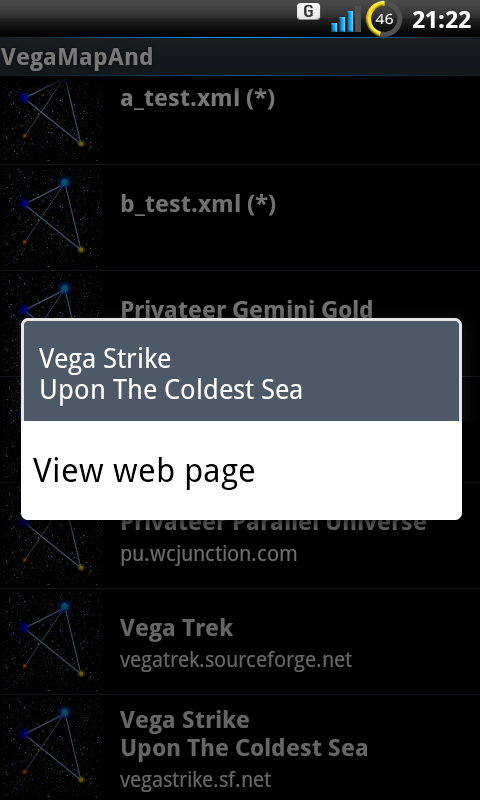 G
46
21:22
VegaMapAnd
a_test.xml (*)
b_test.xml (*)
Privateer Gemini Gold
Vega Strike
Upon The Coldest Sea
View web page
Privateer Parallel Universe
pu.wcjunction.com
Vega Trek
vegatrek.sourceforge.net
Vega Strike
Upon The Coldest Sea
vegastrike.sf.net